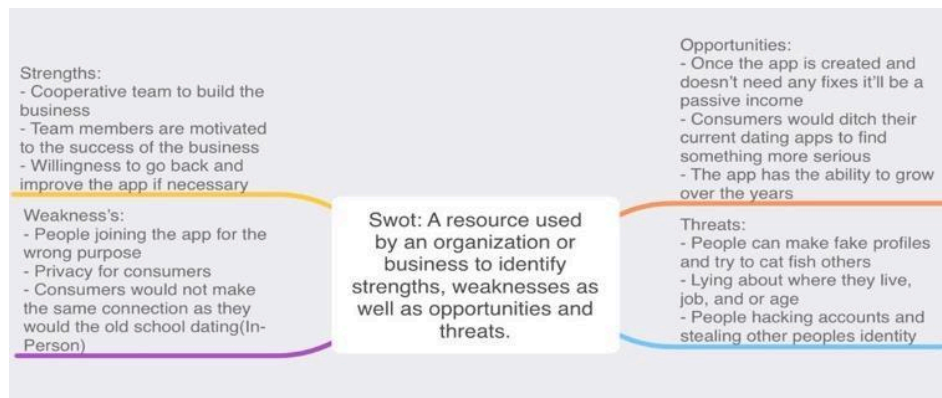 Strengths:
- Cooperative team to build the
business
- Team members are motivated
to the success of the business
- Willingness to go back and
improve the app if necessary
Weakness's:
- People joining the app for the
wrong purpose
- Privacy for consumers
- Consumers would not make
the same connection as they
would the old school dating(In-
Person)
Swot: A resource used
by an organization or
business to identify
strengths, weaknesses as
well as opportunities and
threats.
Opportunities:
- Once the app is created and
doesn't need any fixes it'll be a
passive income
- Consumers would ditch their
current dating apps to find
something more serious
- The app has the ability to grow
over the years
Threats:
- People can make fake profiles
and try to cat fish others
- Lying about where they live,
job, and or age
- People hacking accounts and
stealing other peoples identity